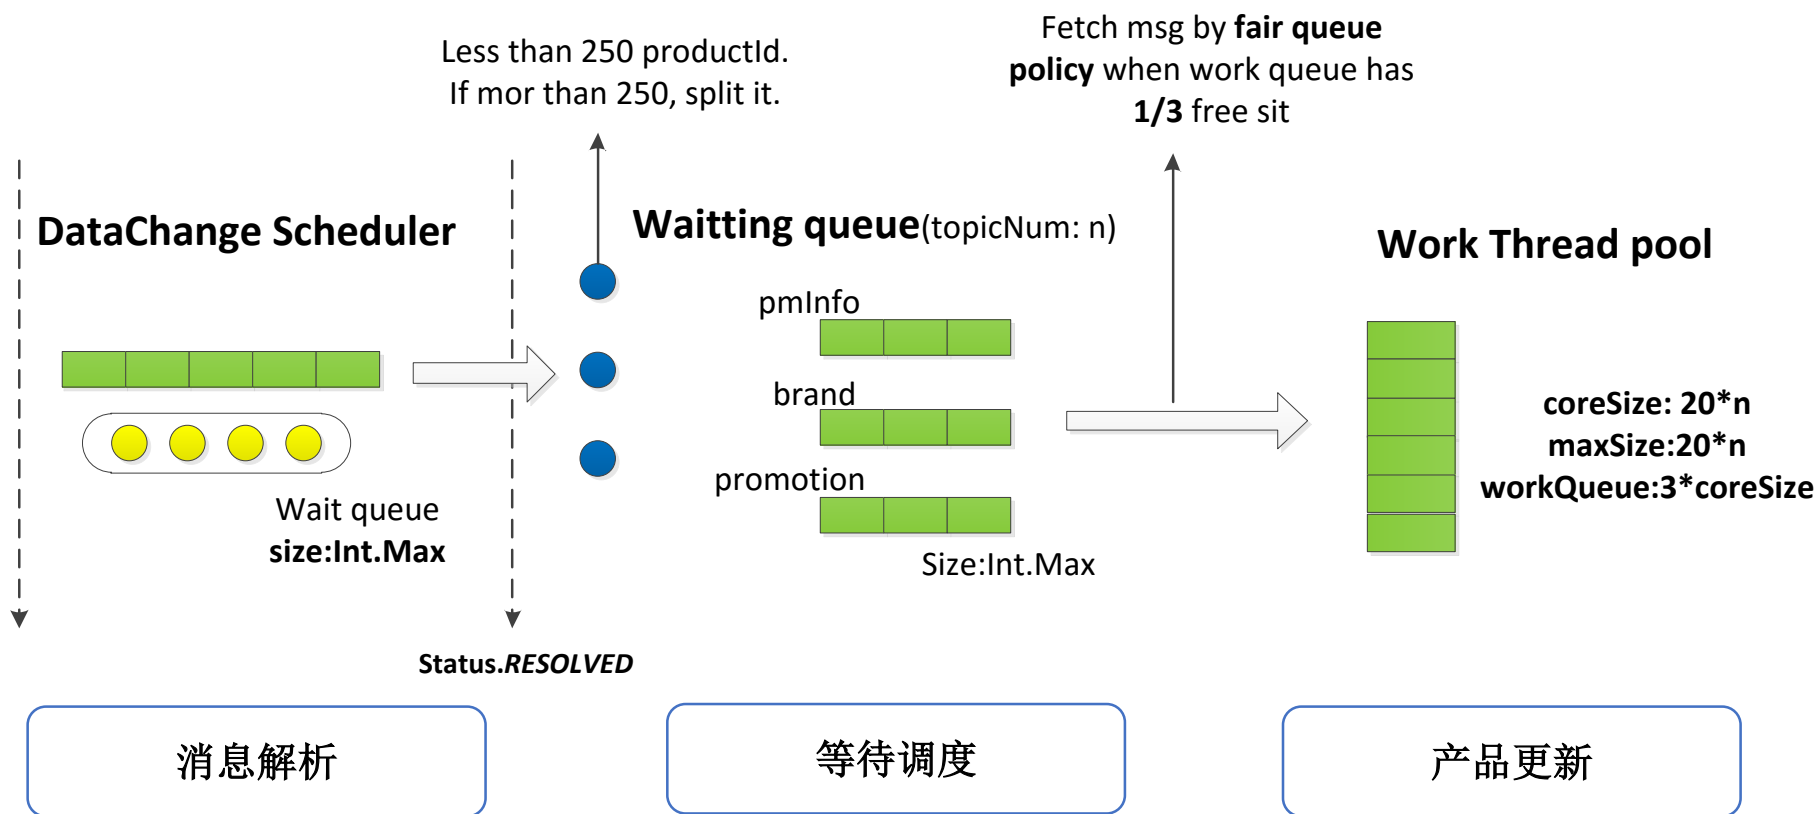 Less than 250 productId.
If mor than 250, split it.
Fetch msg by fair queue
policy when work queue has
1/3 free sit
DataChange Scheduler
Waitting queue(topicNum: n)
Work Thread pool
pmInfo
brand
promotion
Wait queue
size:Int.Max
Size:Int.Max
coreSize: 20*n
maxSize:20*n
workQueue:3*coreSize
Status.RESOLVED
消息解析
等待调度
产品更新